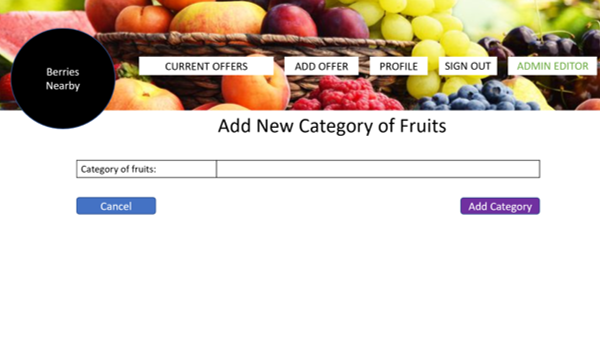 Berries
Nearby
CURRENT OFFERS
ADD OFFER
PROFILE
SIGN OUT
ADMIN EDITOR
Add New Category of Fruits
Category of fruits:
Cancel
Add Category